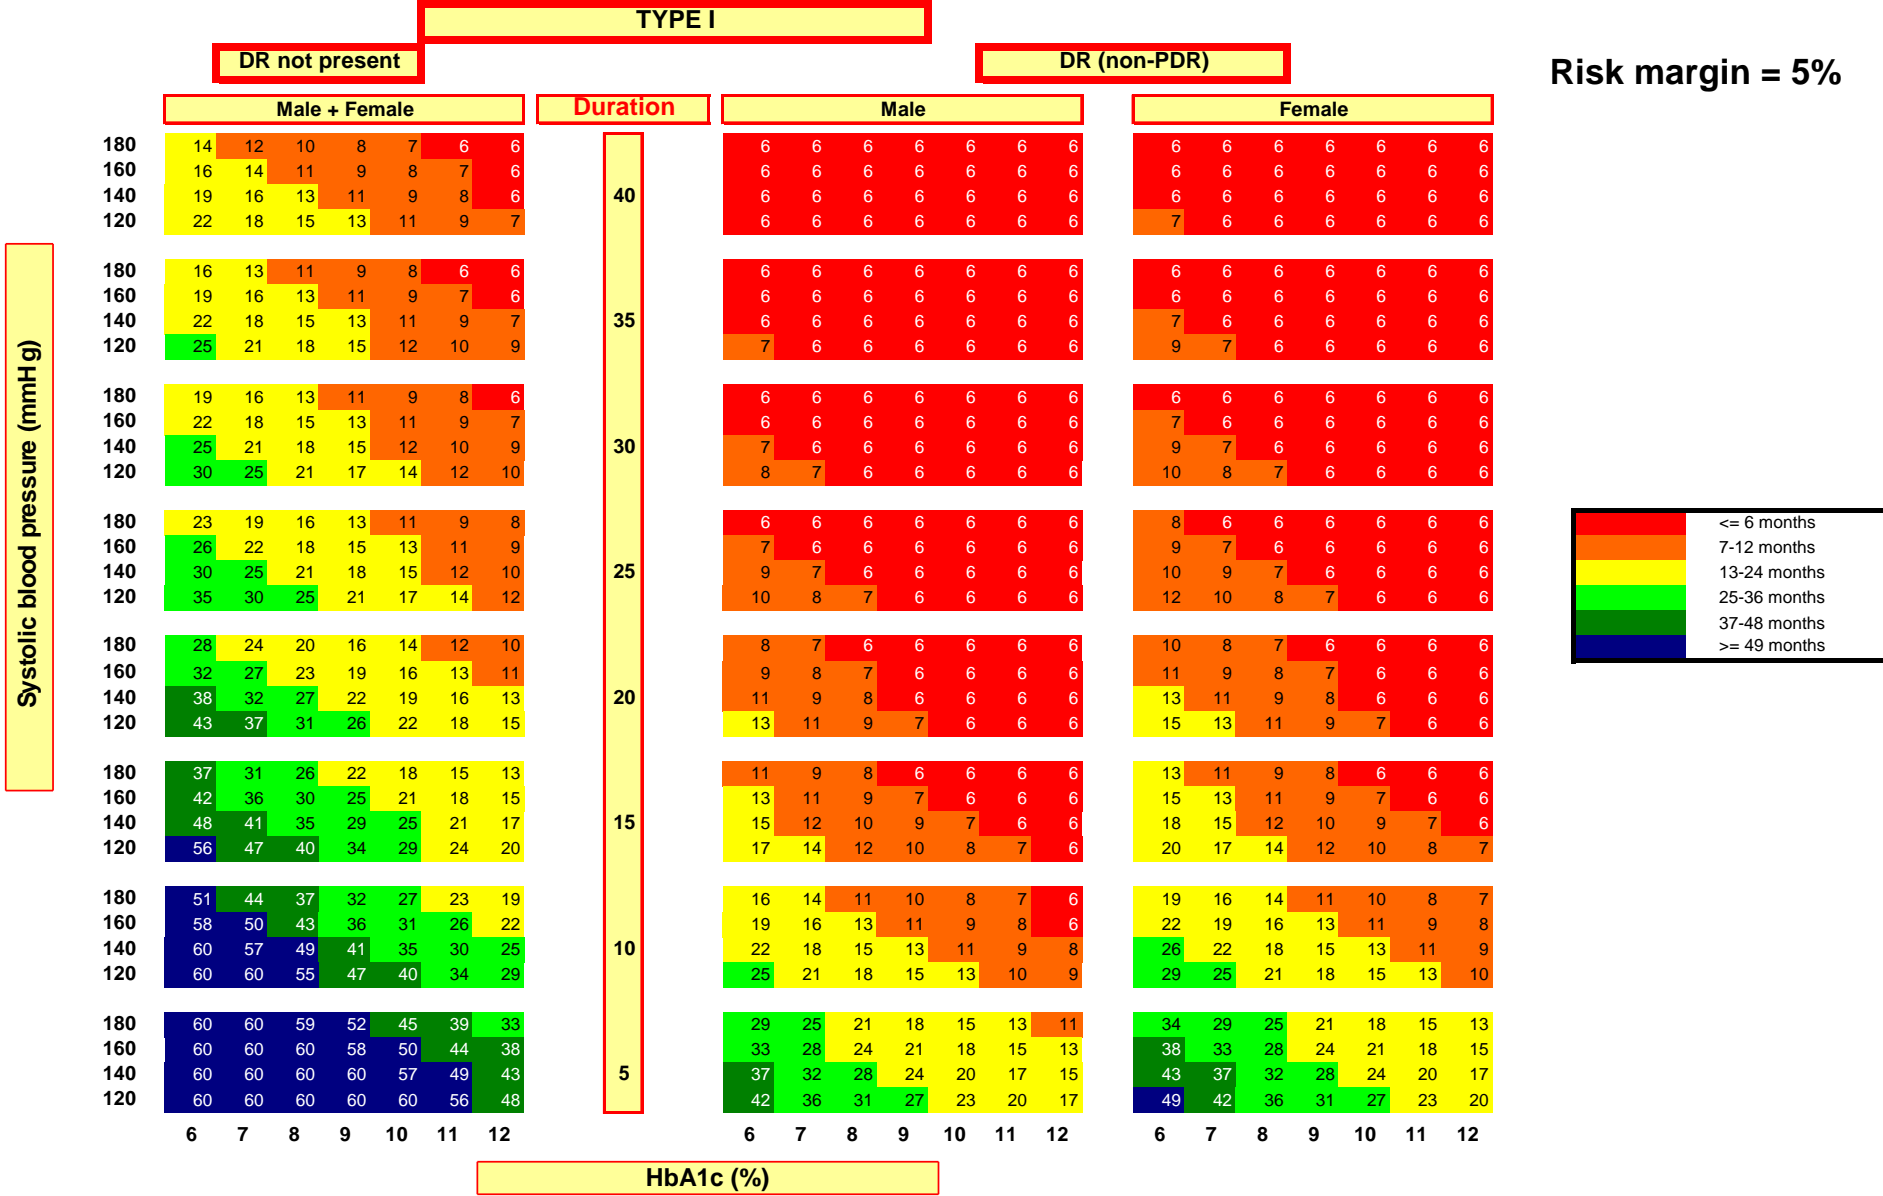 TYPE I
DR not present DR (non-PDR)
Risk margin = 5%
Male + Female Duration Male Female
180 14 12 10 8 7 6 6 6 6 6 6 6 6 6 6 6 6 6 6 6 6
160 16 14 11 9 8 7 6 6 6 6 6 6 6 6 6 6 6 6 6 6 6
140 19 16 13 11 9 8 6 40 6 6 6 6 6 6 6 6 6 6 6 6 6 6
120 22 18 15 13 11 9 7 6 6 6 6 6 6 6 7 6 6 6 6 6 6
180 16 13 11 9 8 6 6 6 6 6 6 6 6 6 6 6 6 6 6 6 6
160 19 16 13 11 9 7 6 6 6 6 6 6 6 6 6 6 6 6 6 6 6
140 22 18 15 13 11 9 7 35 6 6 6 6 6 6 6 7 6 6 6 6 6 6
120 25 21 18 15 12 10 9 7 6 6 6 6 6 6 9 7 6 6 6 6 6
180 19 16 13 11 9 8 6 6 6 6 6 6 6 6 6 6 6 6 6 6 6
160 22 18 15 13 11 9 7 6 6 6 6 6 6 6 7 6 6 6 6 6 6
140 25 21 18 15 12 10 9 30 7 6 6 6 6 6 6 9 7 6 6 6 6 6
120 30 25 21 17 14 12 10 8 7 6 6 6 6 6 10 8 7 6 6 6 6
180 23 19 16 13 11 9 8 6 6 6 6 6 6 6 8 6 6 6 6 6 6
160 26 22 18 15 13 11 9 7 6 6 6 6 6 6 9 7 6 6 6 6 6
140 30 25 21 18 15 12 10 25 9 7 6 6 6 6 6 10 9 7 6 6 6 6
120 35 30 25 21 17 14 12 10 8 7 6 6 6 6 12 10 8 7 6 6 6
180 28 24 20 16 14 12 10 8 7 6 6 6 6 6 10 8 7 6 6 6 6
160 32 27 23 19 16 13 11 9 8 7 6 6 6 6 11 9 8 7 6 6 6
140 38 32 27 22 19 16 13 20 11 9 8 6 6 6 6 13 11 9 8 6 6 6
120 43 37 31 26 22 18 15 13 11 9 7 6 6 6 15 13 11 9 7 6 6
180 37 31 26 22 18 15 13 11 9 8 6 6 6 6 13 11 9 8 6 6 6
160 42 36 30 25 21 18 15 13 11 9 7 6 6 6 15 13 11 9 7 6 6
140 48 41 35 29 25 21 17 15 15 12 10 9 7 6 6 18 15 12 10 9 7 6
120 56 47 40 34 29 24 20 17 14 12 10 8 7 6 20 17 14 12 10 8 7
180 51 44 37 32 27 23 19 16 14 11 10 8 7 6 19 16 14 11 10 8 7
160 58 50 43 36 31 26 22 19 16 13 11 9 8 6 22 19 16 13 11 9 8
140 60 57 49 41 35 30 25 10 22 18 15 13 11 9 8 26 22 18 15 13 11 9
120 60 60 55 47 40 34 29 25 21 18 15 13 10 9 29 25 21 18 15 13 10
180 60 60 59 52 45 39 33 29 25 21 18 15 13 11 34 29 25 21 18 15 13
160 60 60 60 58 50 44 38 33 28 24 21 18 15 13 38 33 28 24 21 18 15
140 60 60 60 60 57 49 43 5 37 32 28 24 20 17 15 43 37 32 28 24 20 17
120 60 60 60 60 60 56 48 42 36 31 27 23 20 17 49 42 36 31 27 23 20
6 7 8 9 10 11 12 6 7 8 9 10 11 12 6 7 8 9 10 11 12
HbA1c (%)
Systolic blood pressure (mmHg)
<= 6 months
7-12 months
13-24 months
25-36 months
37-48 months
>= 49 months